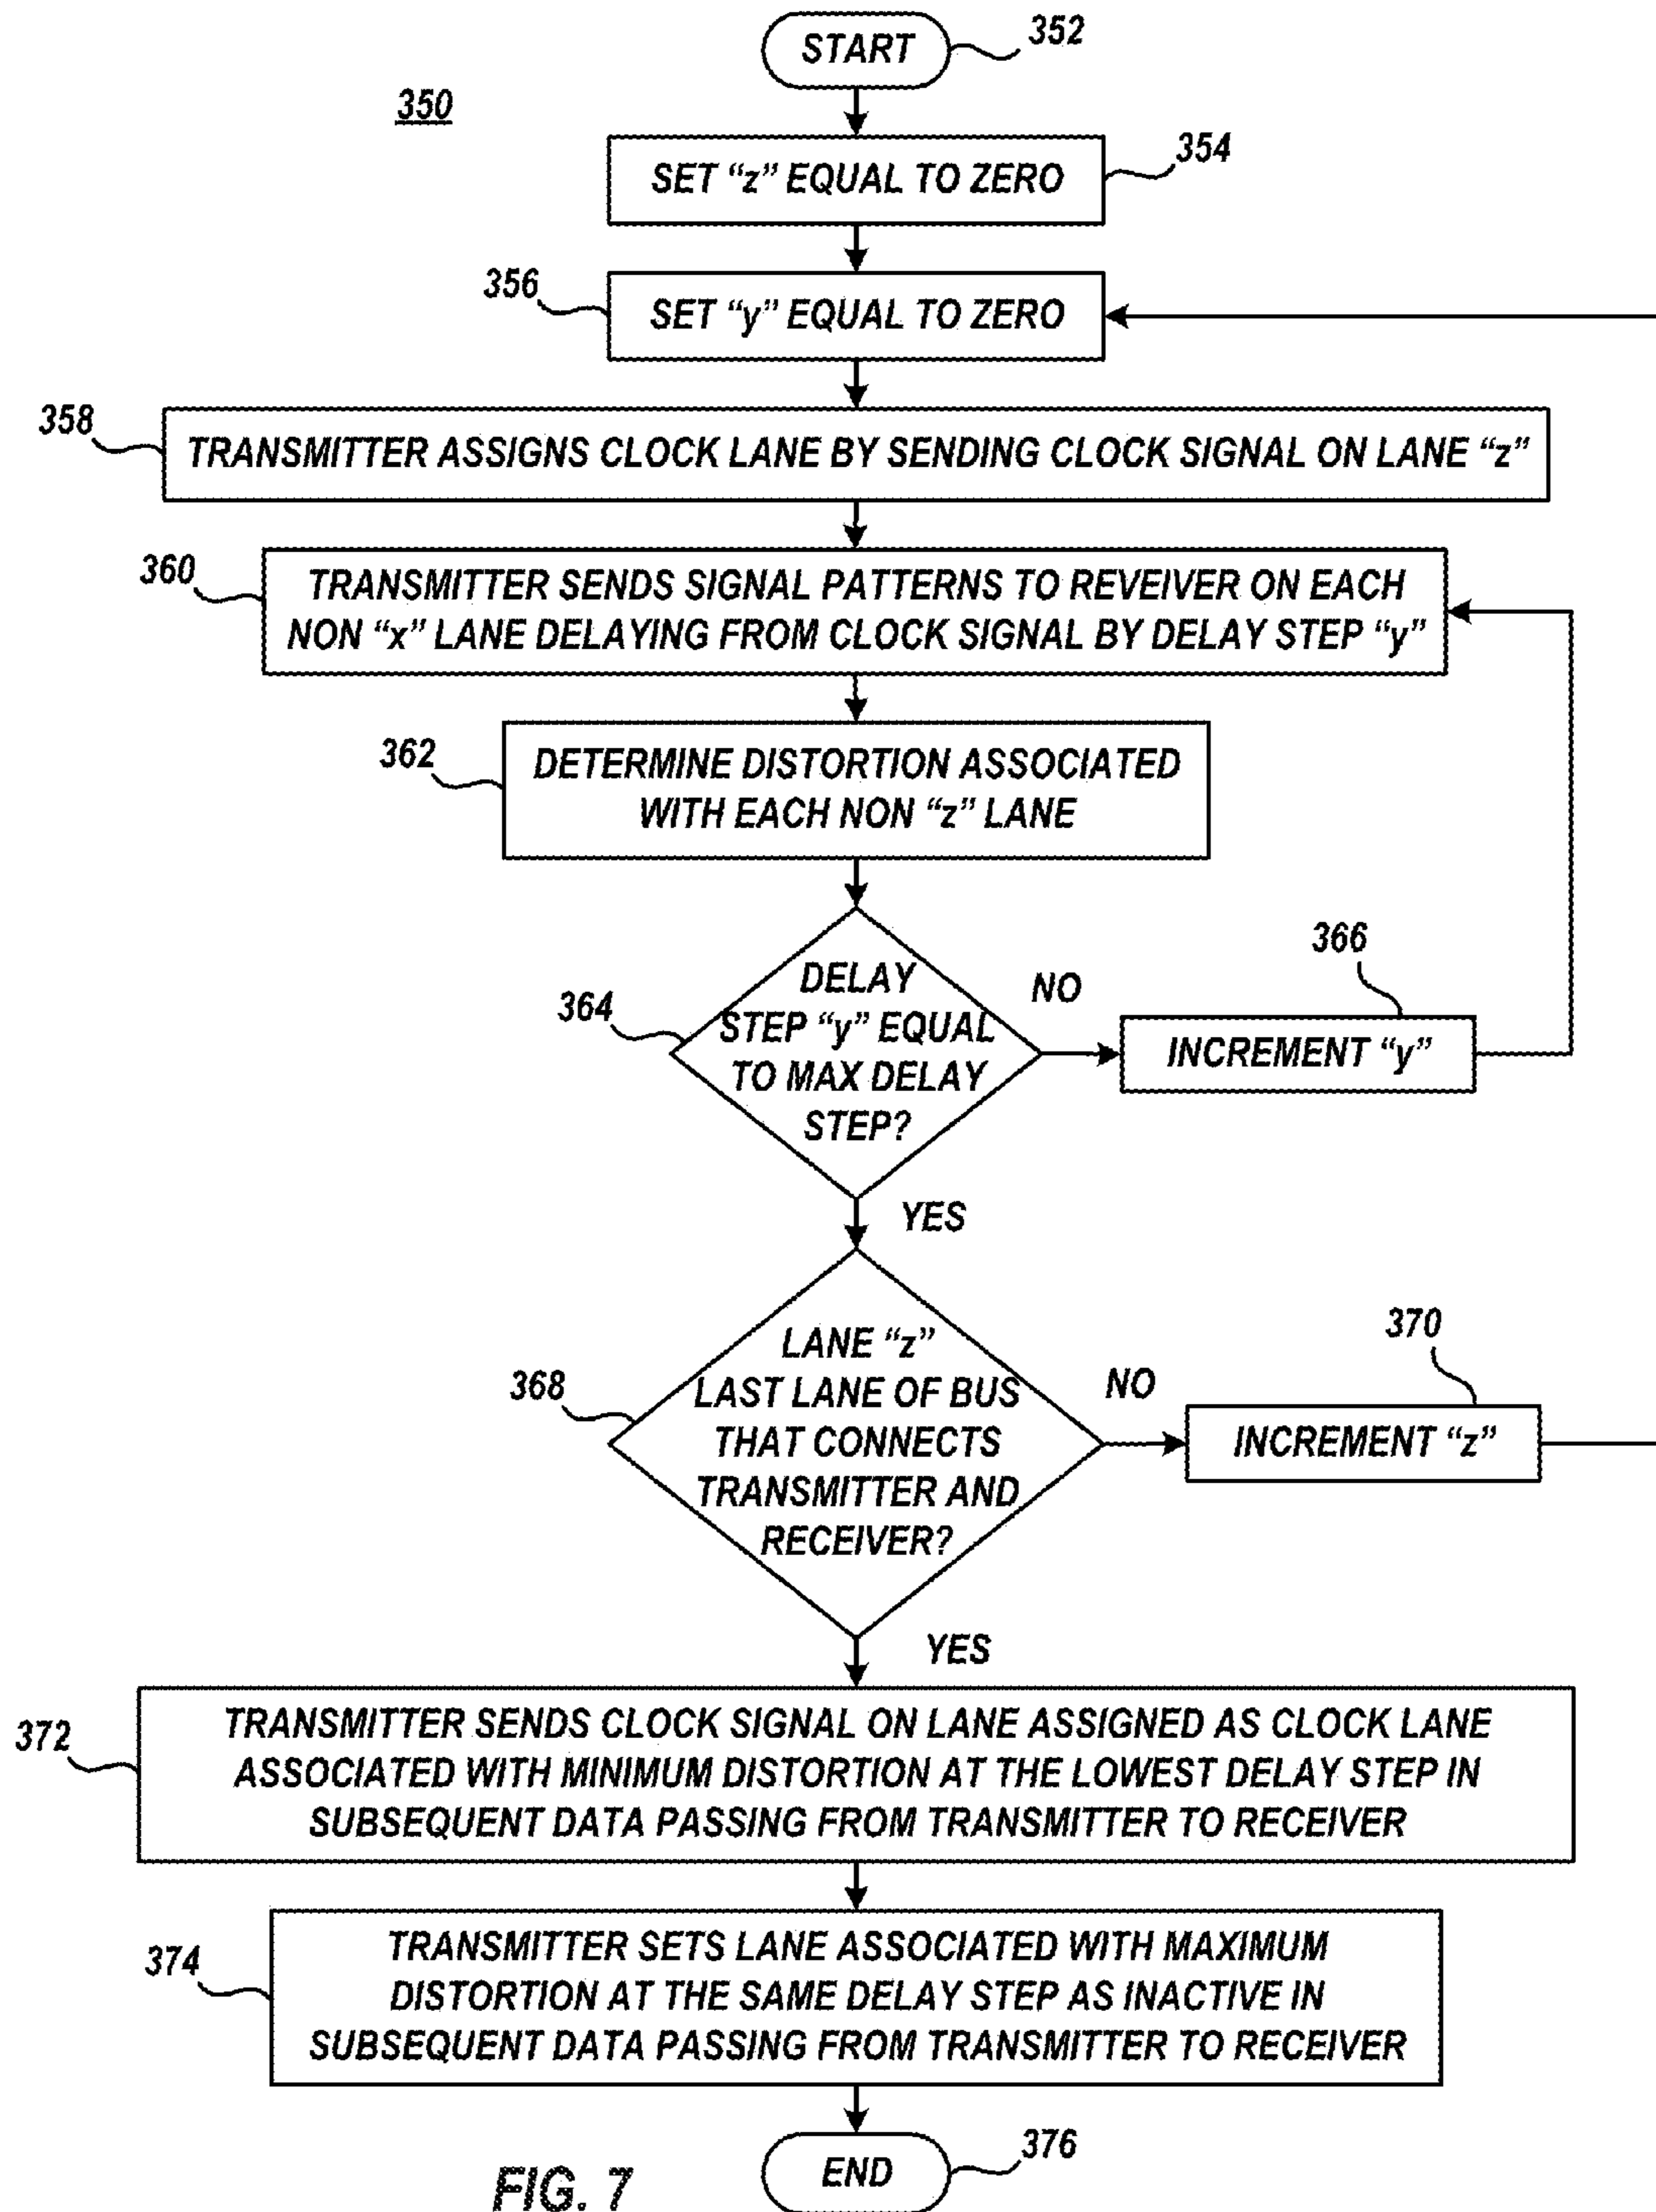 START
352
350
SET “z” EQUAL TO ZERO
354
356
SET “y” EQUAL TO ZERO
358
TRANSMITTER ASSIGNS CLOCK LANE BY SENDING CLOCK SIGNAL ON LANE “z”
360
TRANSMITTER SENDS SIGNAL PATTERNS TO REVEIVER ON EACH
NON “x” LANE DELAYING FROM CLOCK SIGNAL BY DELAY STEP “y”
362
DETERMINE DISTORTION ASSOCIATED
WITH EACH NON “z” LANE
364
DELAY
STEP “y” EQUAL
TO MAX DELAY
STEP?
NO
366
INCREMENT “y”
YES
368
LANE “z”
LAST LANE OF BUS
THAT CONNECTS
TRANSMITTER AND
RECEIVER?
NO
370
INCREMENT “z”
YES
372
TRANSMITTER SENDS CLOCK SIGNAL ON LANE ASSIGNED AS CLOCK LANE
ASSOCIATED WITH MINIMUM DISTORTION AT THE LOWEST DELAY STEP IN
SUBSEQUENT DATA PASSING FROM TRANSMITTER TO RECEIVER
374
TRANSMITTER SETS LANE ASSOCIATED WITH MAXIMUM
DISTORTION AT THE SAME DELAY STEP AS INACTIVE IN
SUBSEQUENT DATA PASSING FROM TRANSMITTER TO RECEIVER
END
376
FIG. 7